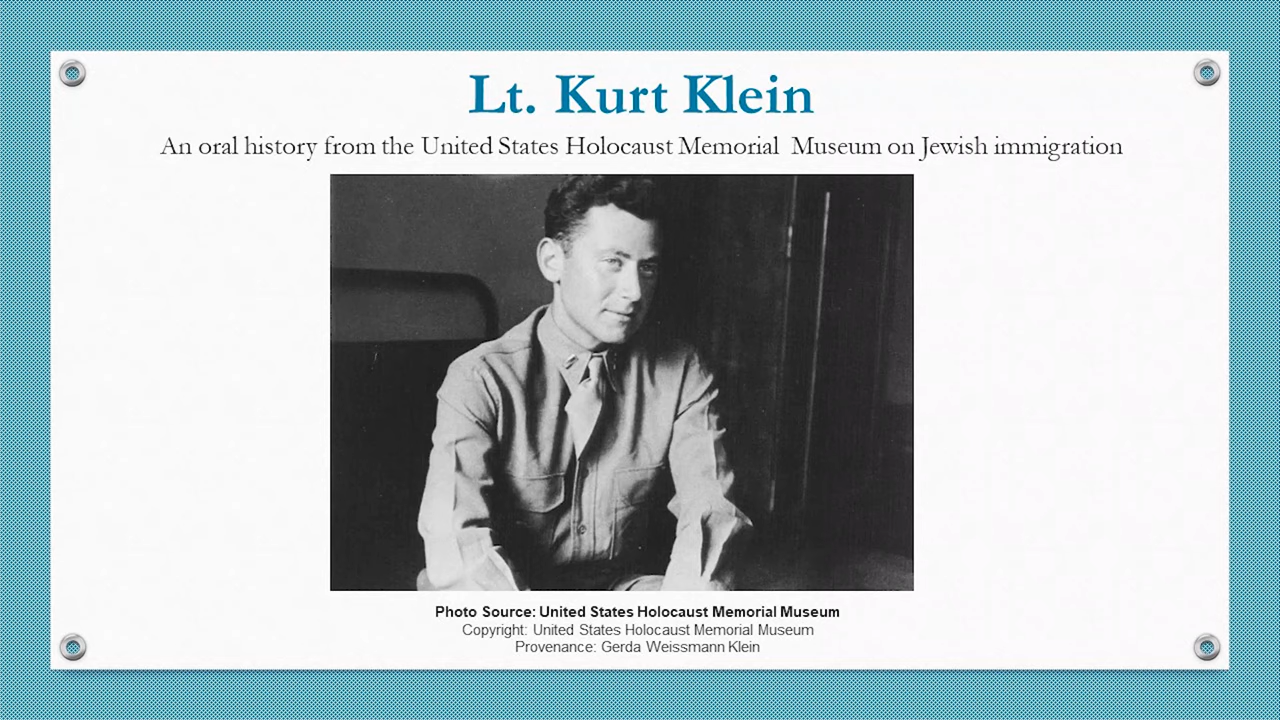 Lt. Kurt Klein
An oral history from the United States Holocaust Memorial Museum on Jewish immigration
Photo Source: United States Holocaust Memorial Museum
Copyright: United States Holocaust Memorial Museum
Provenance: Gerda Weissmann Klein